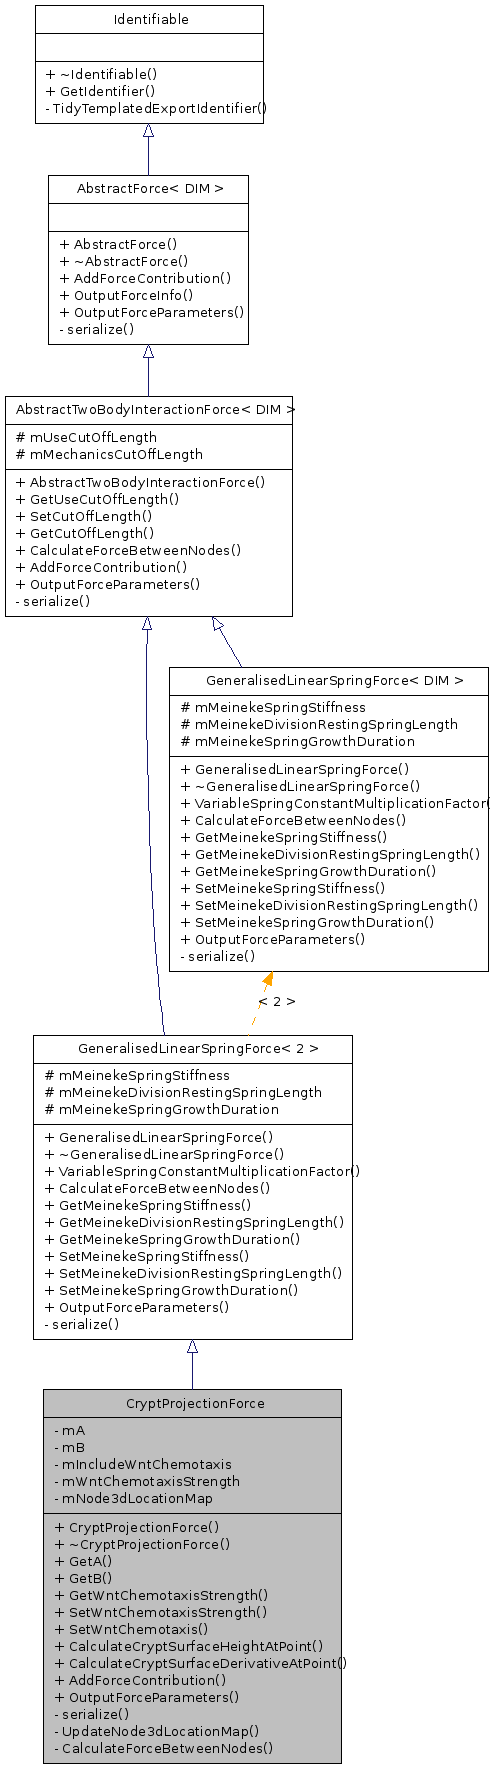 Identifiable
+ ~Identifiable()
+ GetIdentifier()
- TidyTemplatedExportIdentifier()
AbstractForce< DIM >
+ AbstractForce()
+ ~AbstractForce()
+ AddForceContribution()
+ OutputForceInfo()
+ OutputForceParameters()
- serialize()
AbstractTwoBodyInteractionForce< DIM >
# mUseCutOffLength
# mMechanicsCutOffLength
+ AbstractTwoBodyInteractionForce()
+ GetUseCutOffLength()
+ SetCutOffLength()
+ GetCutOffLength()
+ CalculateForceBetweenNodes()
+ AddForceContribution()
+ OutputForceParameters()
- serialize()
GeneralisedLinearSpringForce< DIM >
# mMeinekeSpringStiffness
# mMeinekeDivisionRestingSpringLength
# mMeinekeSpringGrowthDuration
+ GeneralisedLinearSpringForce()
+ ~GeneralisedLinearSpringForce()
+ VariableSpringConstantMultiplicationFactor(
+ CalculateForceBetweenNodes()
+ GetMeinekeSpringStiffness()
+ GetMeinekeDivisionRestingSpringLength()
+ GetMeinekeSpringGrowthDuration()
+ SetMeinekeSpringStiffness()
+ SetMeinekeDivisionRestingSpringLength()
+ SetMeinekeSpringGrowthDuration()
+ OutputForceParameters()
- serialize()
< 2 >
GeneralisedLinearSpringForce< 2 >
# mMeinekeSpringStiffness
# mMeinekeDivisionRestingSpringLength
# mMeinekeSpringGrowthDuration
+ GeneralisedLinearSpringForce()
+ ~GeneralisedLinearSpringForce()
+ VariableSpringConstantMultiplicationFactor()
+ CalculateForceBetweenNodes()
+ GetMeinekeSpringStiffness()
+ GetMeinekeDivisionRestingSpringLength()
+ GetMeinekeSpringGrowthDuration()
+ SetMeinekeSpringStiffness()
+ SetMeinekeDivisionRestingSpringLength()
+ SetMeinekeSpringGrowthDuration()
+ OutputForceParameters()
- serialize()
CryptProjectionForce
- mA
- mB
- mIncludeWntChemotaxis
- mWntChemotaxisStrength
- mNode3dLocationMap
+ CryptProjectionForce()
+ ~CryptProjectionForce()
+ GetA()
+ GetB()
+ GetWntChemotaxisStrength()
+ SetWntChemotaxisStrength()
+ SetWntChemotaxis()
+ CalculateCryptSurfaceHeightAtPoint()
+ CalculateCryptSurfaceDerivativeAtPoint()
+ AddForceContribution()
+ OutputForceParameters()
- serialize()
- UpdateNode3dLocationMap()
- CalculateForceBetweenNodes()